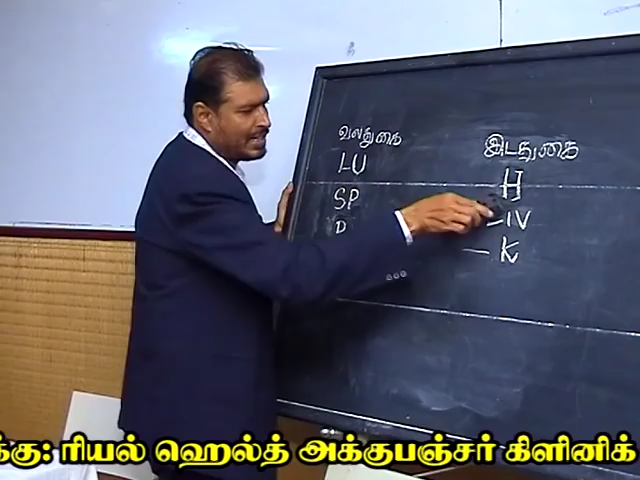 வலதுகை இடதுகை
LU H
SP – IV
D – K
க்கு: ரியல் ஹெல்த் அக்குபஞ்சர் கிளினிக்